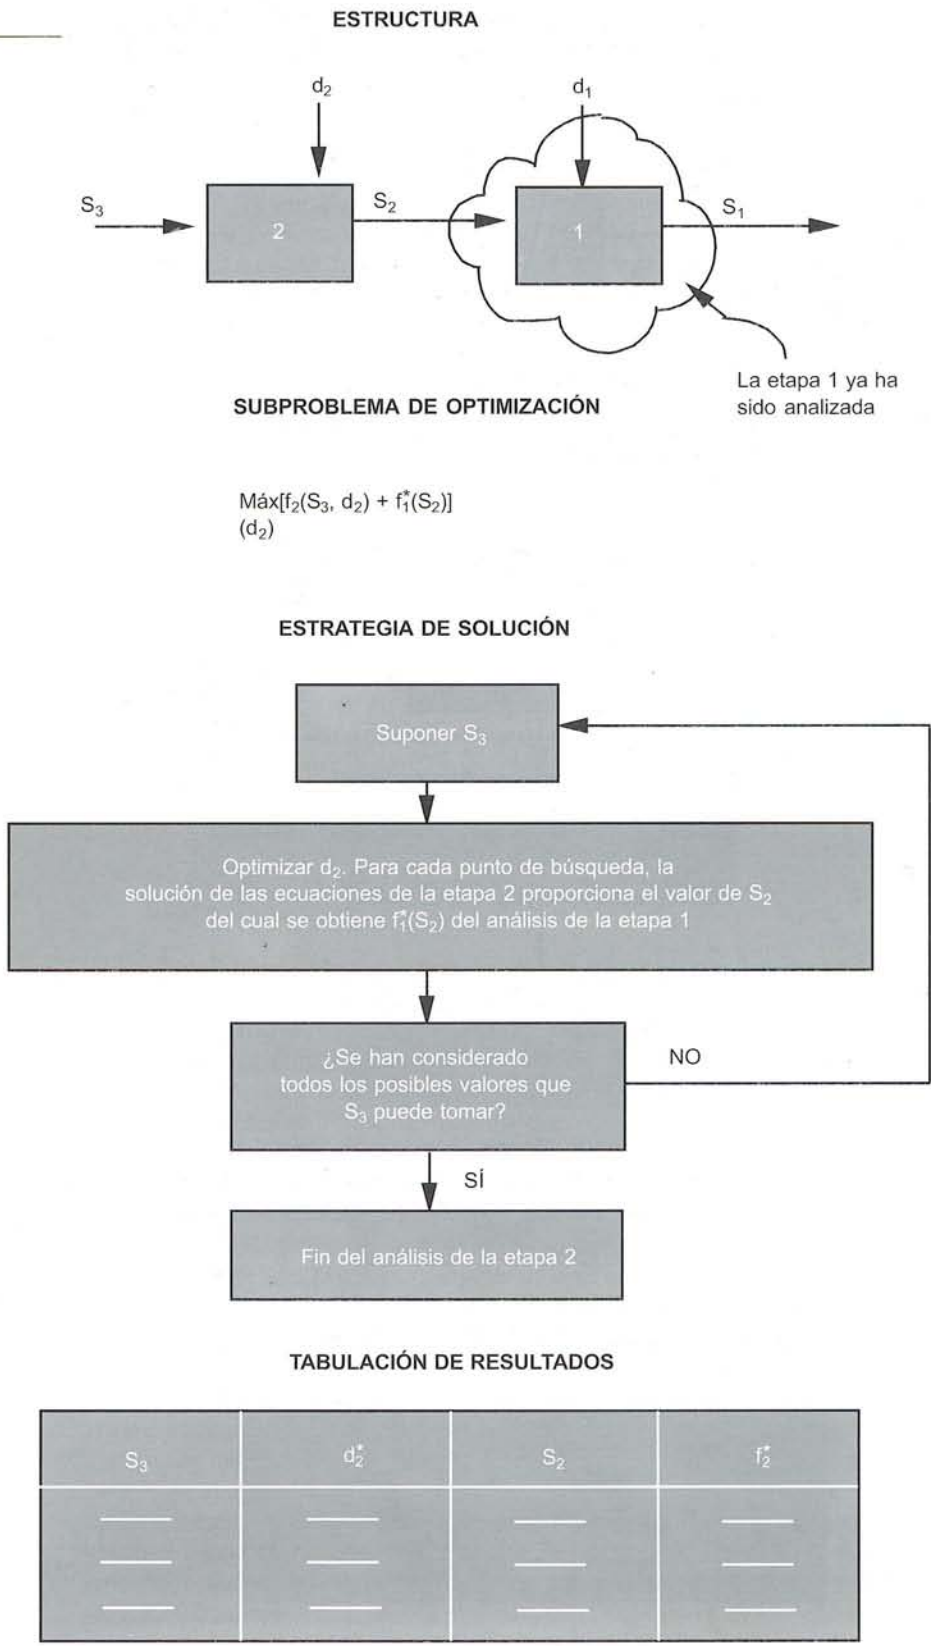 ESTRUCTURA
d₂
d₁
S₃
2
S₂
1
S₁
La etapa 1 ya ha
sido analizada
SUBPROBLEMA DE OPTIMIZACIÓN
Máx[f₂(S₃, d₂) + f₁*(S₂)]
(d₂)
ESTRATEGIA DE SOLUCIÓN
Suponer S₃
Optimizar d₂. Para cada punto de búsqueda, la
solución de las ecuaciones de la etapa 2 proporciona el valor de S₂
del cual se obtiene f₁*(S₂) del análisis de la etapa 1
¿Se han considerado
todos los posibles valores que
S₃ puede tomar?
NO
SÍ
Fin del análisis de la etapa 2
TABULACIÓN DE RESULTADOS
S₃ d₂* S₂ f₂*